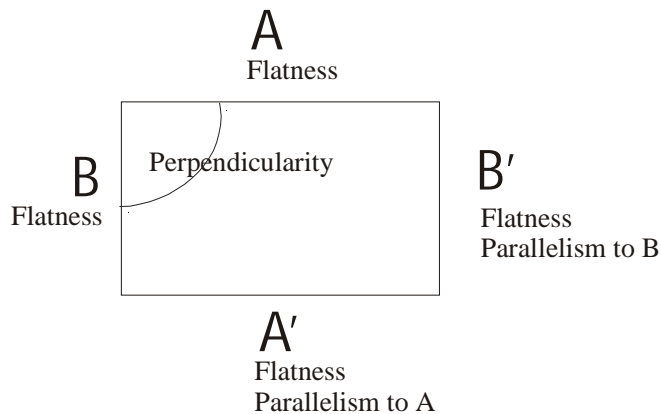 A
Flatness
Perpendicularity
B
Flatness
B′
Flatness
Parallelism to B
A′
Flatness
Parallelism to A